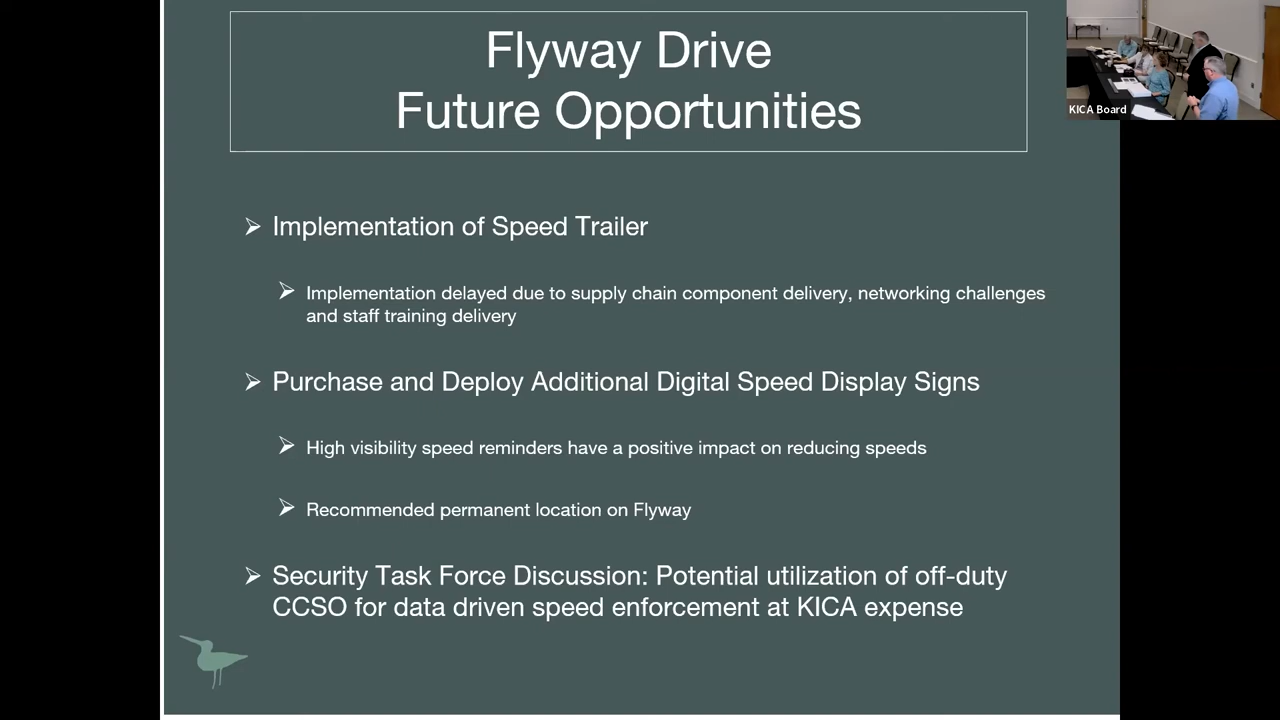 Flyway Drive
Future Opportunities
KICA Board
Implementation of Speed Trailer
Implementation delayed due to supply chain component delivery, networking challenges
and staff training delivery
Purchase and Deploy Additional Digital Speed Display Signs
High visibility speed reminders have a positive impact on reducing speeds
Recommended permanent location on Flyway
Security Task Force Discussion: Potential utilization of off-duty
CCSO for data driven speed enforcement at KICA expense